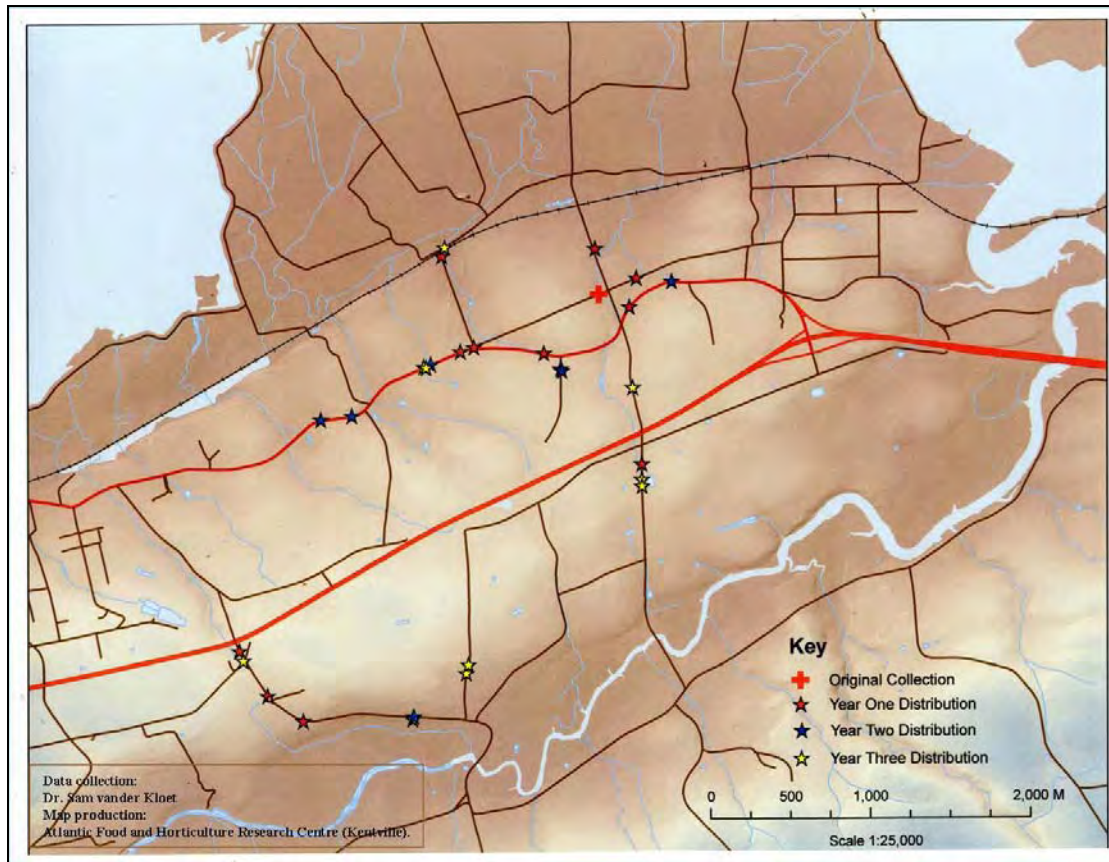 Key
Original Collection
Year One Distribution
Year Two Distribution
Year Three Distribution
0 500 1,000 2,000 M
Scale 1:25,000
Data collection:
Dr. Sam vander Kloet
Map production:
Atlantic Food and Horticulture Research Centre (Kentville).